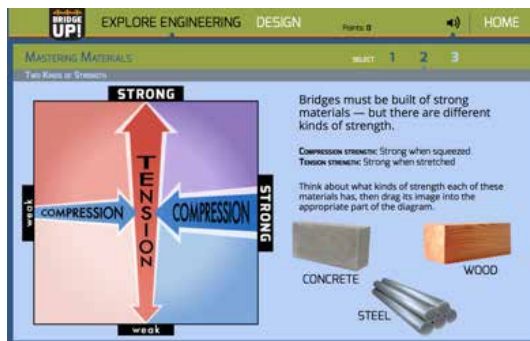 BRIDGE
UP!
EXPLORE ENGINEERING
DESIGN
Points: 0
HOME
MASTERING MATERIALS
SELECT 1 2 3
TWO KINDS OF STRENGTH
STRONG
TENSION
weak
COMPRESSION
COMPRESSION
STRONG
weak
Bridges must be built of strong
materials — but there are different
kinds of strength.
COMPRESSION STRENGTH: Strong when squeezed
TENSION STRENGTH: Strong when stretched
Think about what kinds of strength each of these
materials has, then drag its image into the
appropriate part of the diagram.
CONCRETE
WOOD
STEEL